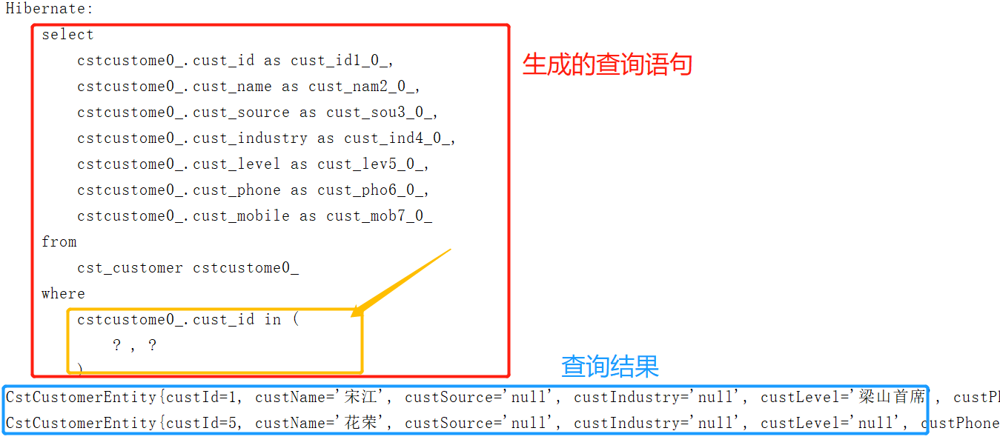 Hibernate:
select
cstcustome0_.cust_id as cust_id1_0_,
生成的查询语句
cstcustome0_.cust_name as cust_nam2_0_,
cstcustome0_.cust_source as cust_sou3_0_,
cstcustome0_.cust_industry as cust_ind4_0_,
cstcustome0_.cust_level as cust_lev5_0_,
cstcustome0_.cust_phone as cust_pho6_0_,
cstcustome0_.cust_mobile as cust_mob7_0_
from
cst_customer cstcustome0_
where
cstcustome0_.cust_id in (
? , ?
)
查询结果
CstCustomerEntity{custId=1, custName='宋江', custSource='null', custIndustry='null', custLevel='梁山首席', custPh
CstCustomerEntity{custId=5, custName='花荣', custSource='null', custIndustry='null', custLevel='null', custPhone